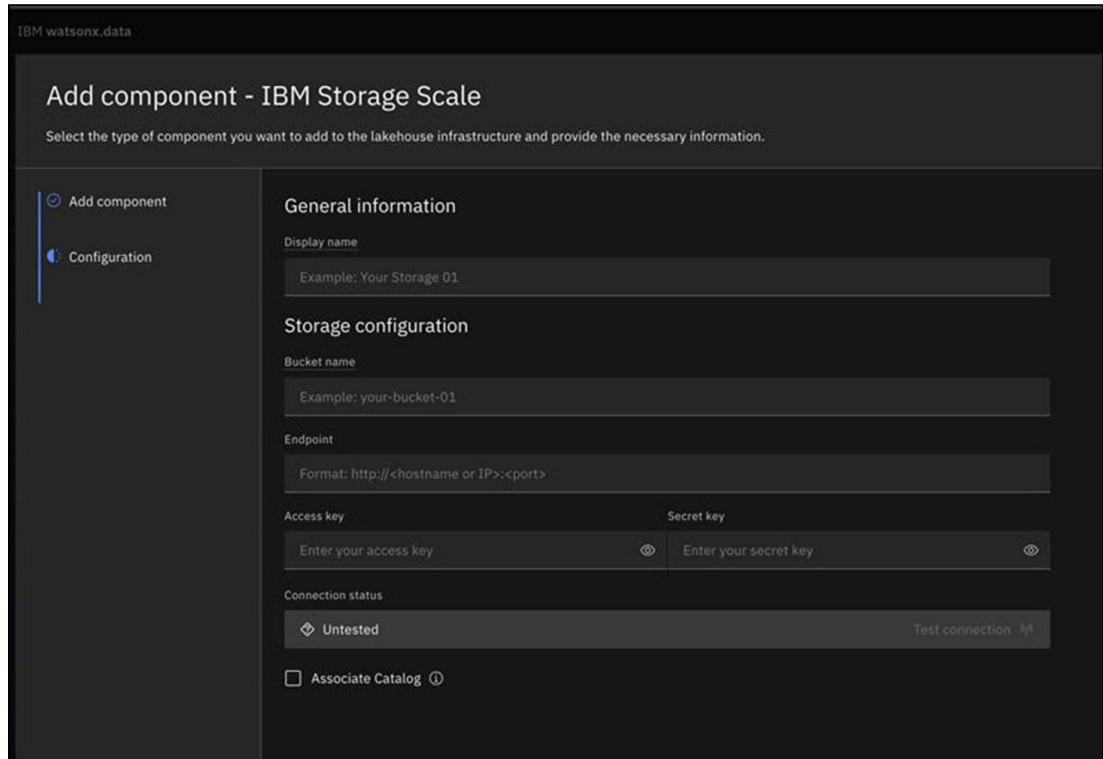 IBM watsonx.data
Add component - IBM Storage Scale
Select the type of component you want to add to the lakehouse infrastructure and provide the necessary information.
Add component
Configuration
General information
Display name
Example: Your Storage 01
Storage configuration
Bucket name
Example: your-bucket-01
Endpoint
Format: http://<hostname or IP>:<port>
Access key
Secret key
Enter your access key
Enter your secret key
Connection status
Untested
Test connection
Associate Catalog